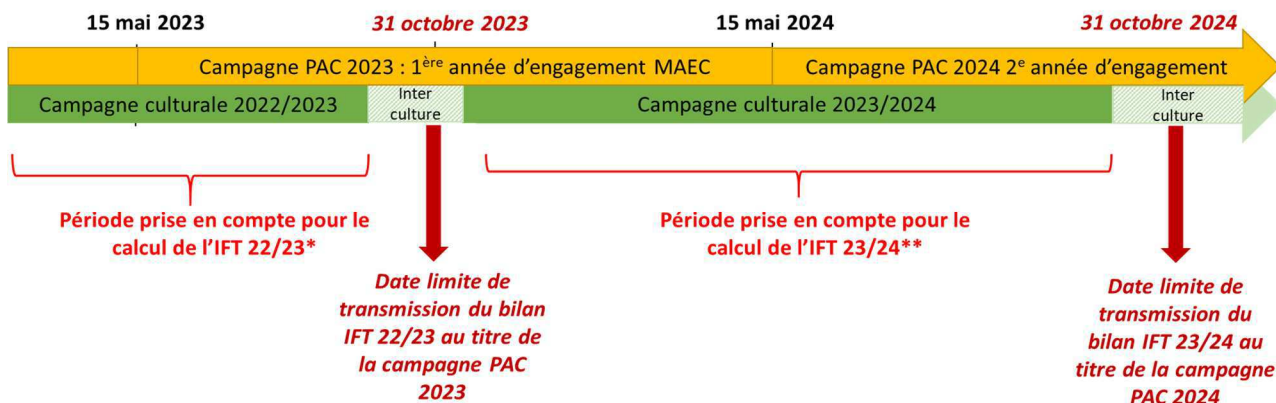 15 mai 2023
31 octobre 2023
15 mai 2024
31 octobre 2024
Campagne PAC 2023 : 1ère année d’engagement MAEC
Campagne PAC 2024 2e année d’engagement
Campagne culturale 2022/2023
Inter
culture
Campagne culturale 2023/2024
Inter
culture
Période prise en compte pour le
calcul de l’IFT 22/23*
Période prise en compte pour le
calcul de l’IFT 23/24**
Date limite de
transmission du bilan
IFT 22/23 au titre de
la campagne PAC
2023
Date limite de
transmission du
bilan IFT 23/24 au
titre de la campagne
PAC 2024